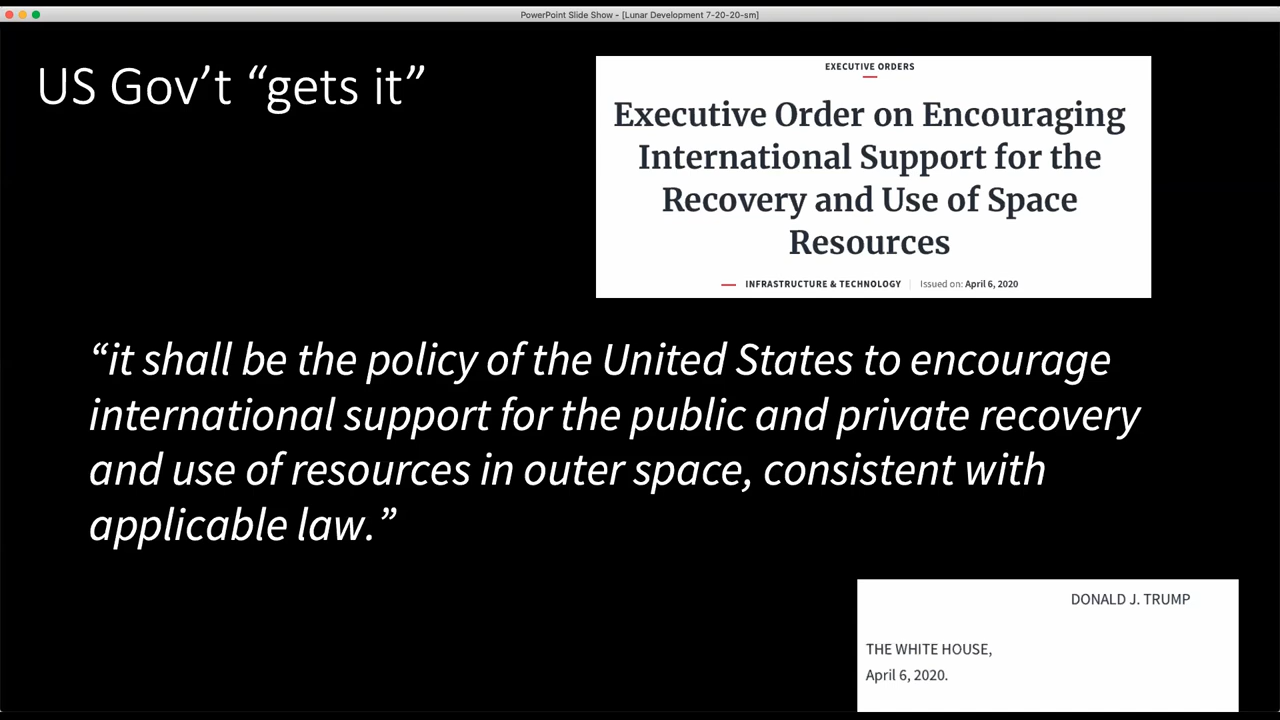 PowerPoint Slide Show - [Lunar Development 7-20-20-sm]
US Gov’t “gets it”
EXECUTIVE ORDERS
Executive Order on Encouraging
International Support for the
Recovery and Use of Space
Resources
INFRASTRUCTURE & TECHNOLOGY | Issued on: April 6, 2020
“it shall be the policy of the United States to encourage
international support for the public and private recovery
and use of resources in outer space, consistent with
applicable law.”
DONALD J. TRUMP
THE WHITE HOUSE,
April 6, 2020.